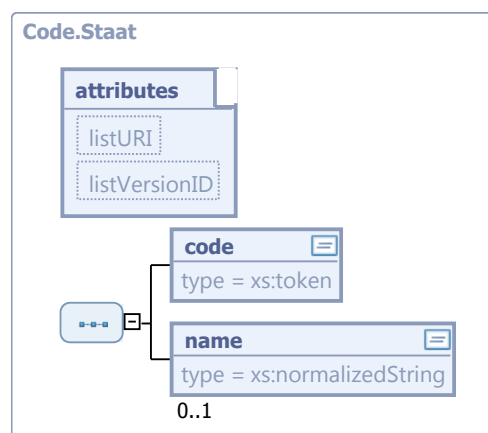 Code.Staat
attributes
listURI
listVersionID
code
type = xs:token
name
type = xs:normalizedString
0..1